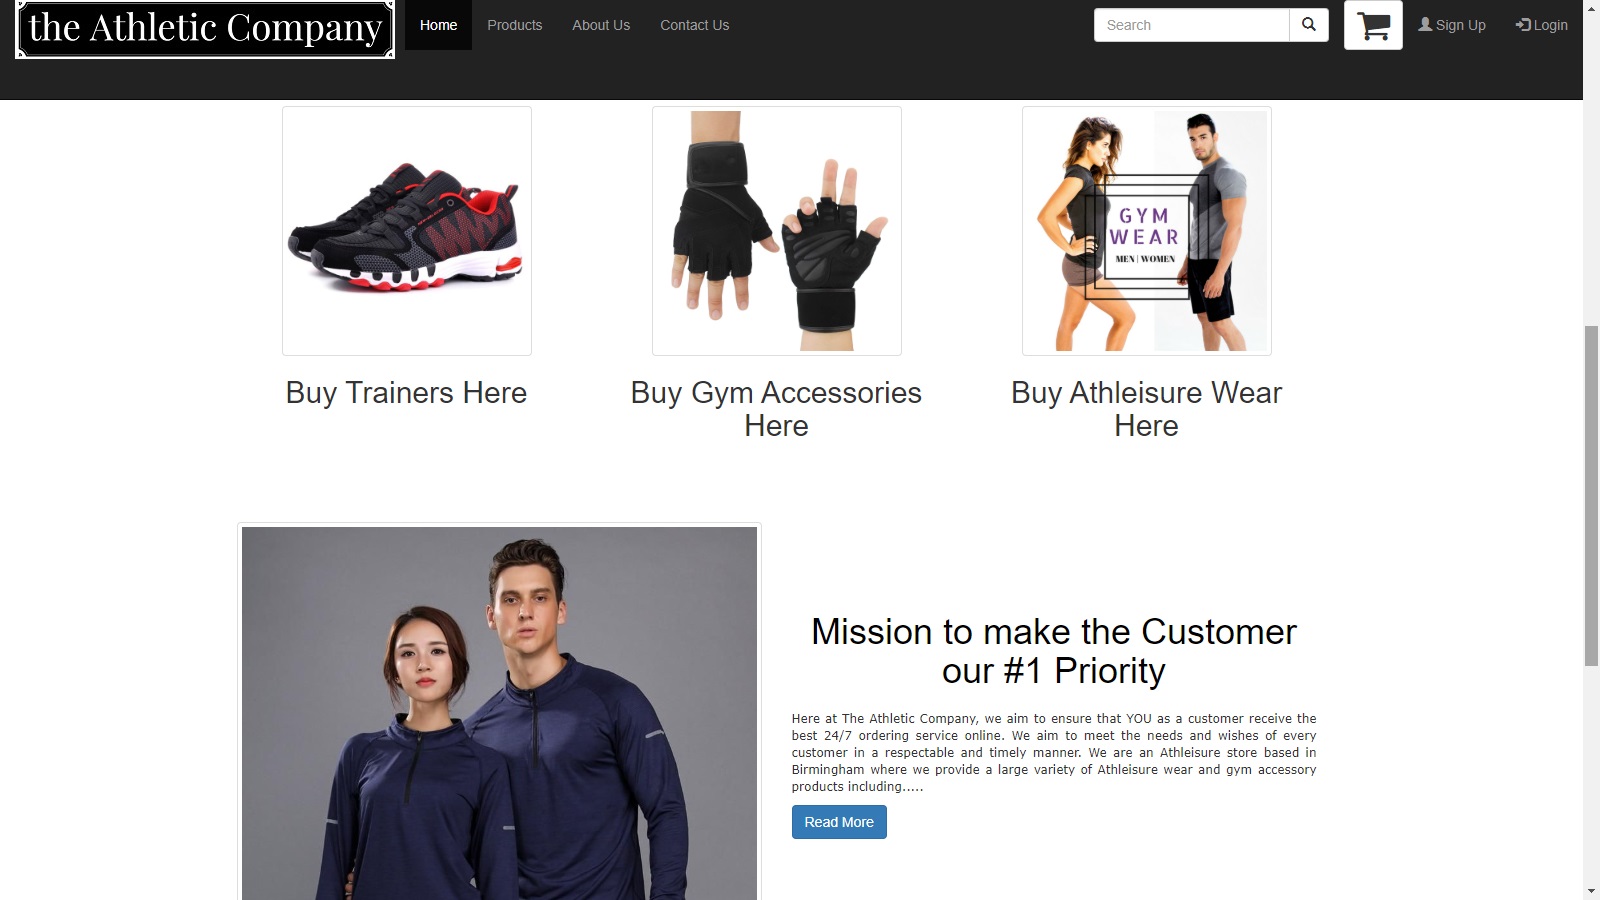 the Athletic Company
Home
Products
About Us
Contact Us
Search
Sign Up
Login
GYM
WEAR
MEN | WOMEN
Buy Trainers Here
Buy Gym Accessories
Here
Buy Athleisure Wear
Here
Mission to make the Customer
our #1 Priority
Here at The Athletic Company, we aim to ensure that YOU as a customer receive the
best 24/7 ordering service online. We aim to meet the needs and wishes of every
customer in a respectable and timely manner. We are an Athleisure store based in
Birmingham where we provide a large variety of Athleisure wear and gym accessory
products including.....
Read More